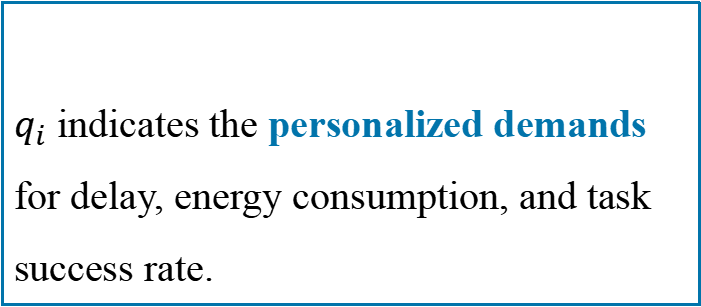 𝑞𝑖 indicates the personalized demands
for delay, energy consumption, and task
success rate.